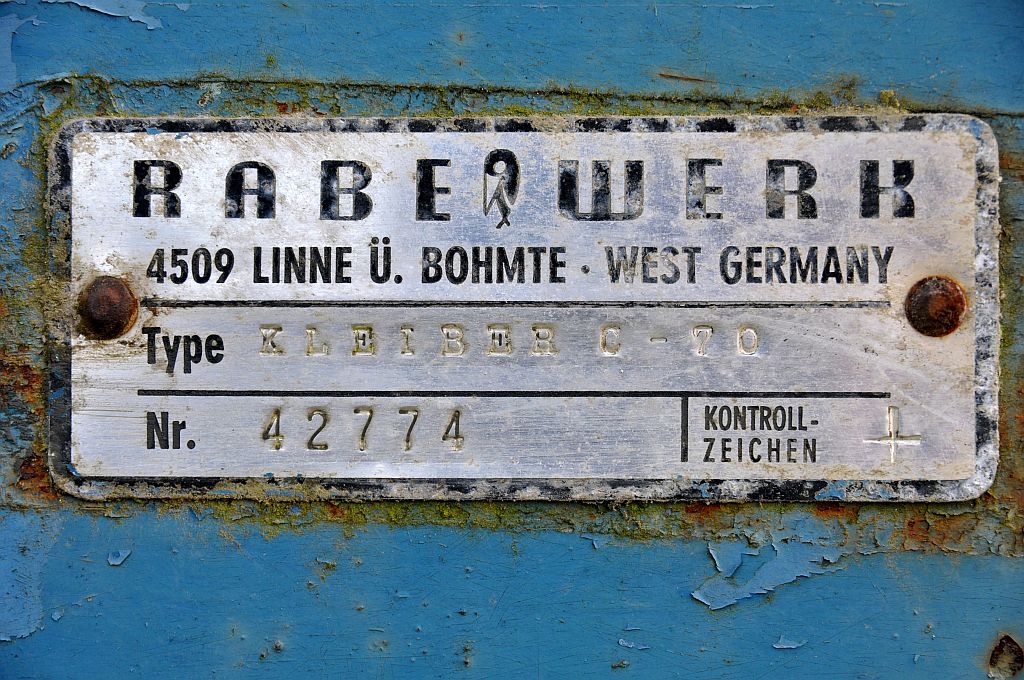 RABEWERK
4509 LINNE Ü. BOHMTE · WEST GERMANY
Type KLEIBER C-70
Nr. 42774
KONTROLL-
ZEICHEN +